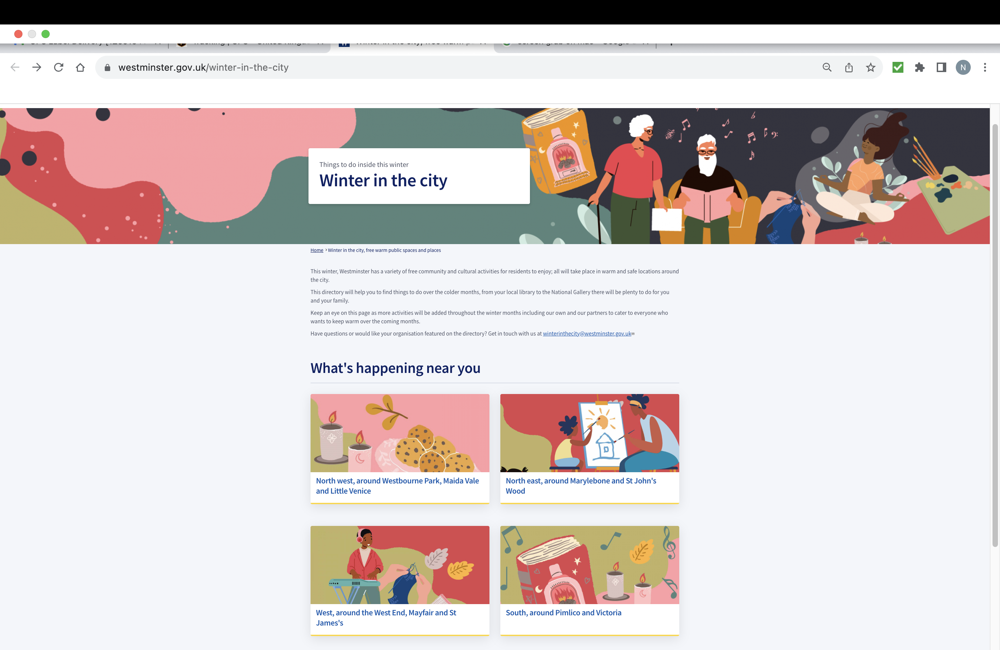 westminster.gov.uk/winter-in-the-city
N
Things to do inside this winter
Winter in the city
Home › Winter in the city, free warm public spaces and places
This winter, Westminster has a variety of free community and cultural activities for residents to enjoy; all will take place in warm and safe locations around
the city.
This directory will help you to find things to do over the colder months, from your local library to the National Gallery there will be plenty to do for you
and your family.
Keep an eye on this page as more activities will be added throughout the winter months including our own and our partners to cater to everyone who
wants to keep warm over the coming months.
Have questions or would like your organisation featured on the directory? Get in touch with us at winterinthecity@westminster.gov.uk
What's happening near you
North west, around Westbourne Park, Maida Vale
and Little Venice
North east, around Marylebone and St John's
Wood
West, around the West End, Mayfair and St
James's
South, around Pimlico and Victoria